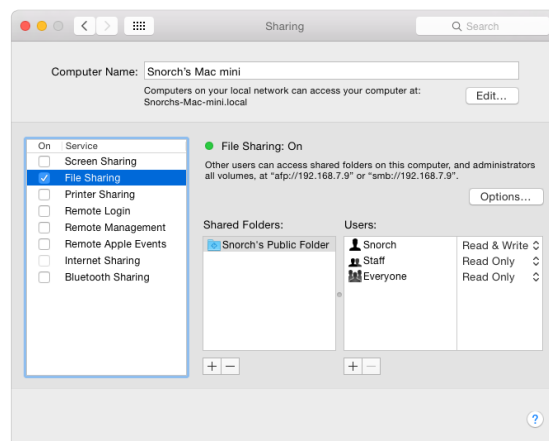 Sharing
Search
Computer Name: Snorch's Mac mini
Computers on your local network can access your computer at:
Snorchs-Mac-mini.local
Edit...
On Service
Screen Sharing
File Sharing
Printer Sharing
Remote Login
Remote Management
Remote Apple Events
Internet Sharing
Bluetooth Sharing
File Sharing: On
Other users can access shared folders on this computer, and administrators
all volumes, at “afp://192.168.7.9” or “smb://192.168.7.9”.
Options...
Shared Folders:
Snorch's Public Folder
Users:
Snorch Read & Write
Staff Read Only
Everyone Read Only
+ −
+ −
?